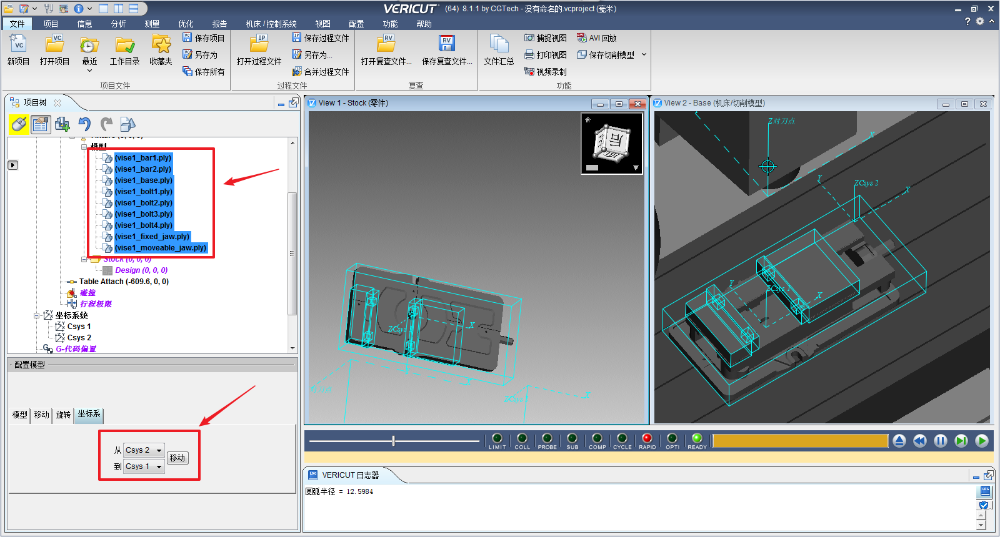 VERICUT (64) 8.1.1 by CGTech - 没有命名的.vcproject (毫米)
文件 项目 信息 分析 测量 优化 报告 机床 / 控制系统 视图 配置 功能 帮助
新项目
打开项目
最近
工作目录
收藏夹
保存项目
另存为
保存所有
项目文件
打开过程文件
保存过程文件
另存为...
合并过程文件
过程文件
打开复查文件...
保存复查文件...
复查
文件汇总
捕捉视图
打印视图
视频录制
AVI 回放
保存切削模型
功能
项目树
模型
(vise1_bar1.ply)
(vise1_bar2.ply)
(vise1_base.ply)
(vise1_bolt1.ply)
(vise1_bolt2.ply)
(vise1_bolt3.ply)
(vise1_bolt4.ply)
(vise1_fixed_jaw.ply)
(vise1_moveable_jaw.ply)
Stock (0, 0, 0)
Design (0, 0, 0)
Table Attach (-609.6, 0, 0)
碰撞
行程极限
坐标系统
Csys 1
Csys 2
G-代码偏置
配置模型
模型 移动 旋转 坐标系
从 Csys 2
到 Csys 1
移动
View 1 - Stock (零件)
X
X
View 2 - Base (机床/切削模型)
Z对刀点
X
Y
ZCsys 2
X
Y
ZCsys 1
X
LIMIT COLL PROBE SUB COMP CYCLE RAPID OPTI READY
LOG VERICUT 日志器
圆弧半径 = 12.5984
LOG